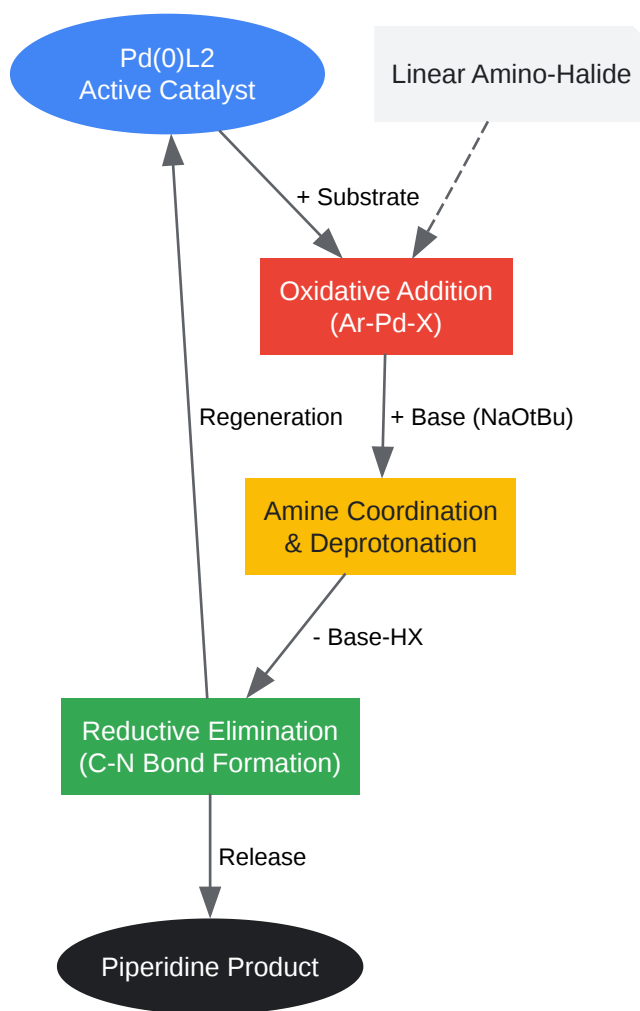 Pd(0)L2
Active Catalyst
Linear Amino-Halide
+ Substrate
Oxidative Addition
(Ar-Pd-X)
Regeneration
+ Base (NaOtBu)
Amine Coordination
& Deprotonation
- Base-HX
Reductive Elimination
(C-N Bond Formation)
Release
Piperidine Product